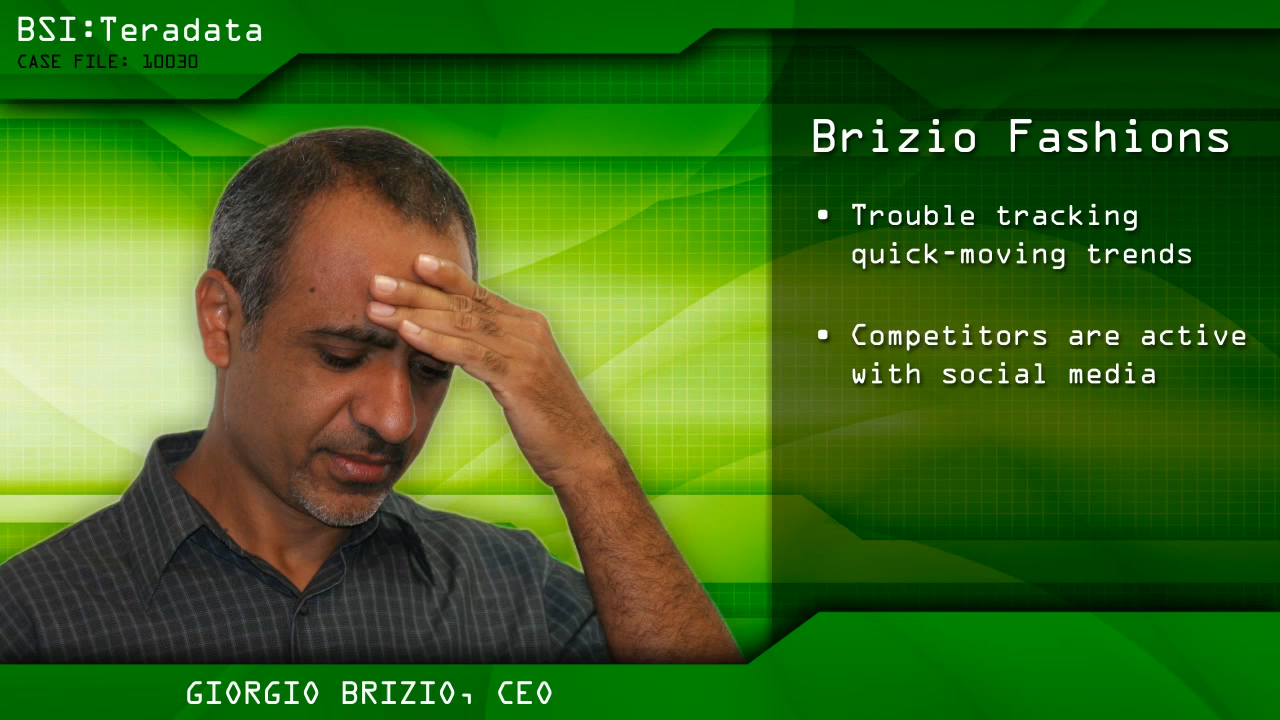 BSI:Teradata
CASE FILE: 10030
Brizio Fashions
• Trouble tracking
quick-moving trends
• Competitors are active
with social media
GIORGIO BRIZIO, CEO